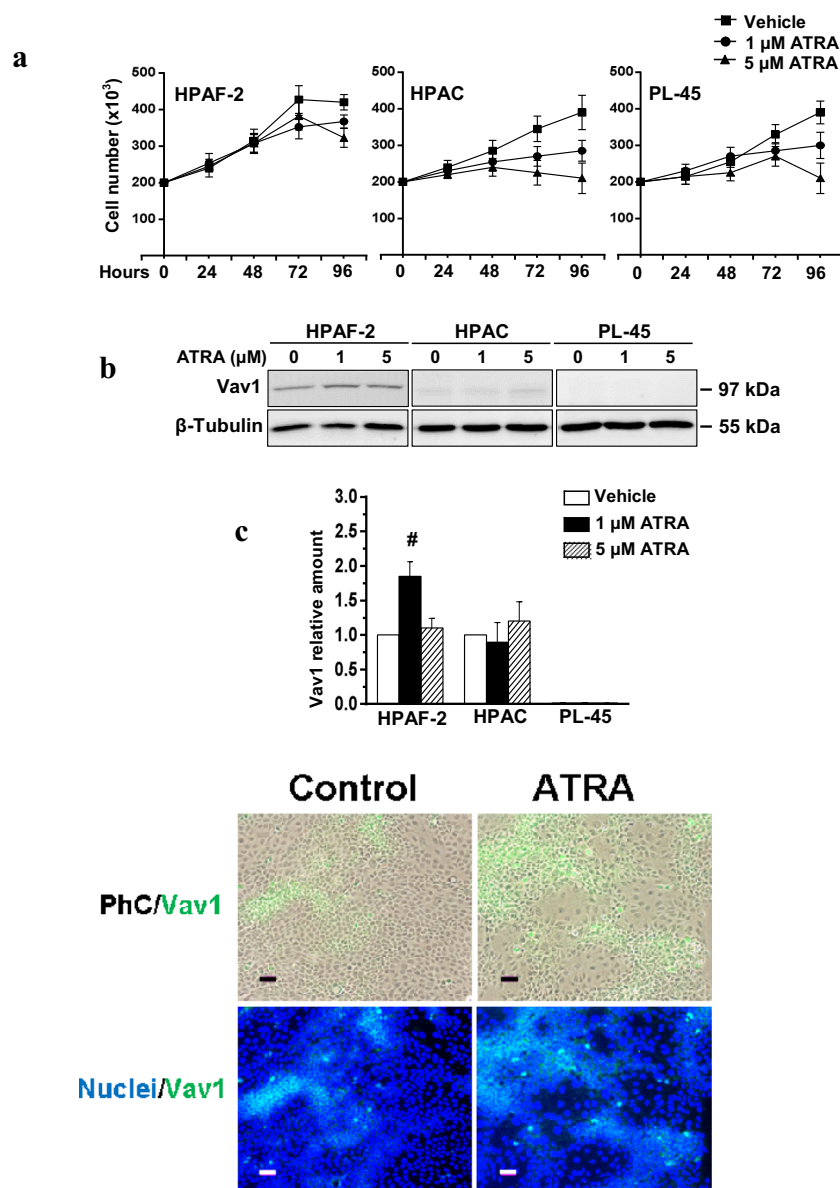 Vehicle
1 µM ATRA
5 µM ATRA
a
HPAF-2
HPAC
PL-45
Cell number (x10³)
500
400
300
200
100
500
400
300
200
100
500
400
300
200
100
Hours 0 24 48 72 96
0 24 48 72 96
0 24 48 72 96
b
HPAF-2 HPAC PL-45
ATRA (µM) 0 1 5 0 1 5 0 1 5
Vav1 – 97 kDa
β-Tubulin – 55 kDa
c
Vav1 relative amount
3.0
2.5
2.0
1.5
1.0
0.5
0.0
#
Vehicle
1 µM ATRA
5 µM ATRA
HPAF-2 HPAC PL-45
Control ATRA
PhC/Vav1
Nuclei/Vav1